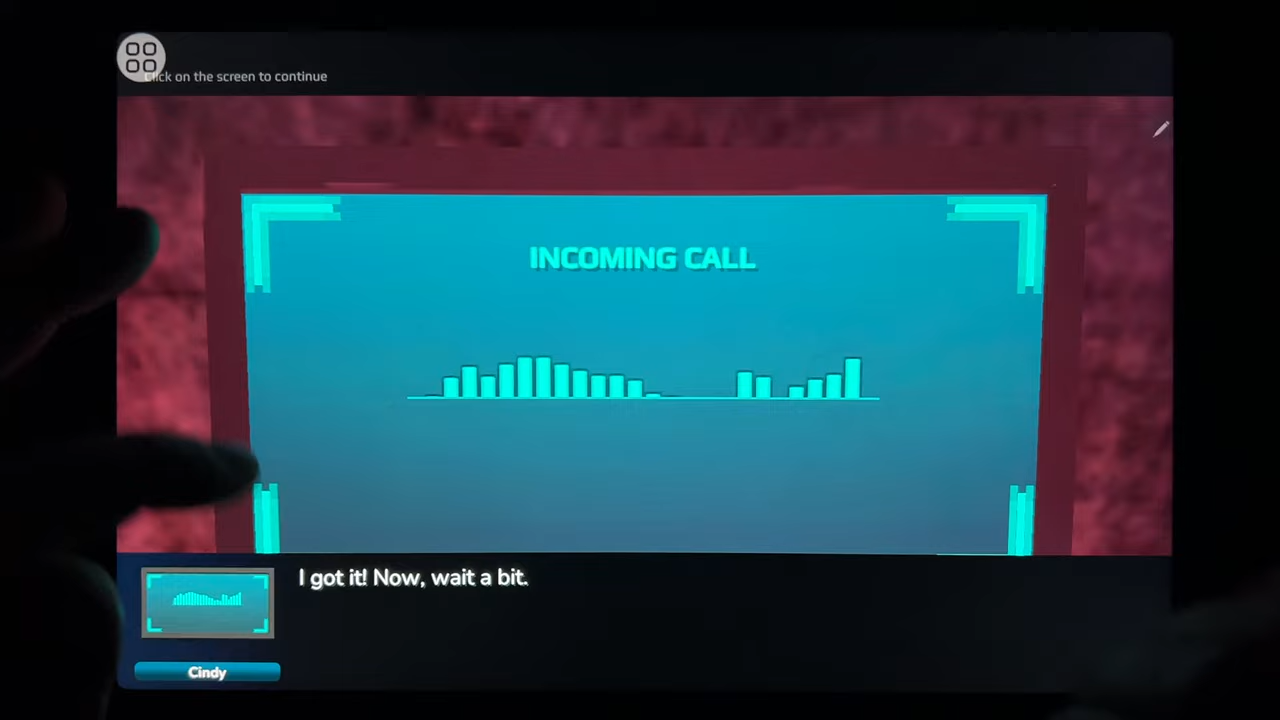 Click on the screen to continue
INCOMING CALL
I got it! Now, wait a bit.
Cindy